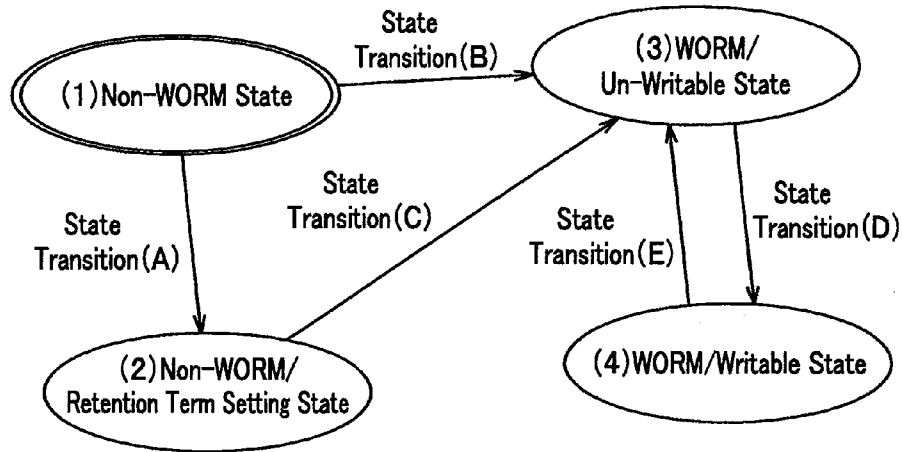 State
Transition(B)
(1)Non-WORM State
(3)WORM/
Un-Writable State
State
Transition(A)
State
Transition(C)
State
Transition(E)
State
Transition(D)
(2)Non-WORM/
Retention Term Setting State
(4)WORM/Writable State